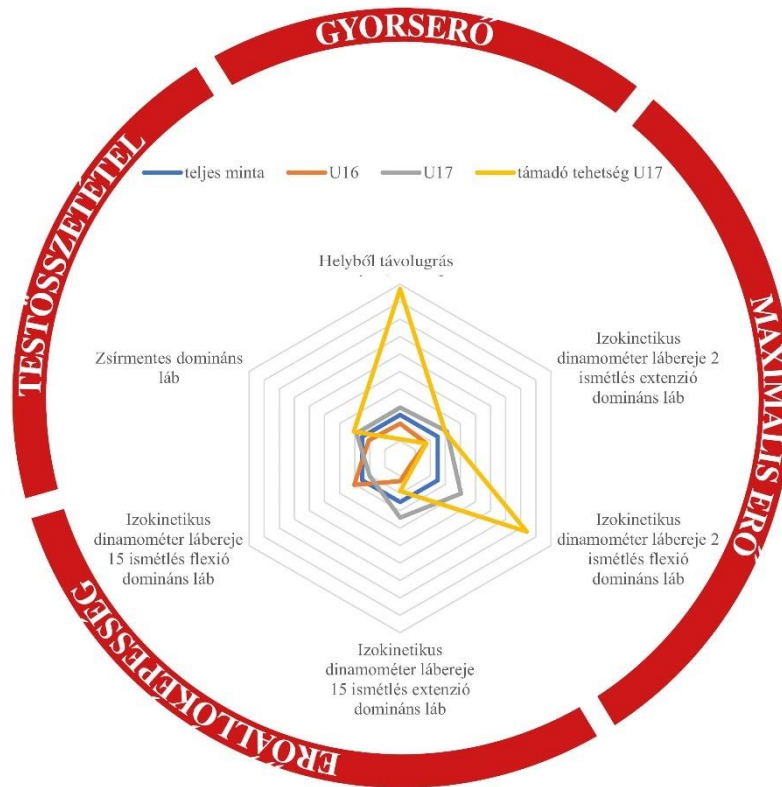 GYORSERŐ
TESTÖSSZETÉTEL
MAXIMÁLIS ERŐ
teljes minta
U16
U17
támadó tehetség U17
Helyből távolugrás
Zsírmentes domináns
láb
Izokinetikus
dinamométer lábereje 2
ismétlés extenzió
domináns láb
Izokinetikus
dinamométer lábereje
15 ismétlés flexió
domináns láb
Izokinetikus
dinamométer lábereje 2
ismétlés flexió
domináns láb
Izokinetikus
dinamométer lábereje
15 ismétlés extenzió
domináns láb
ERŐÁLLÓKÉPESSÉG